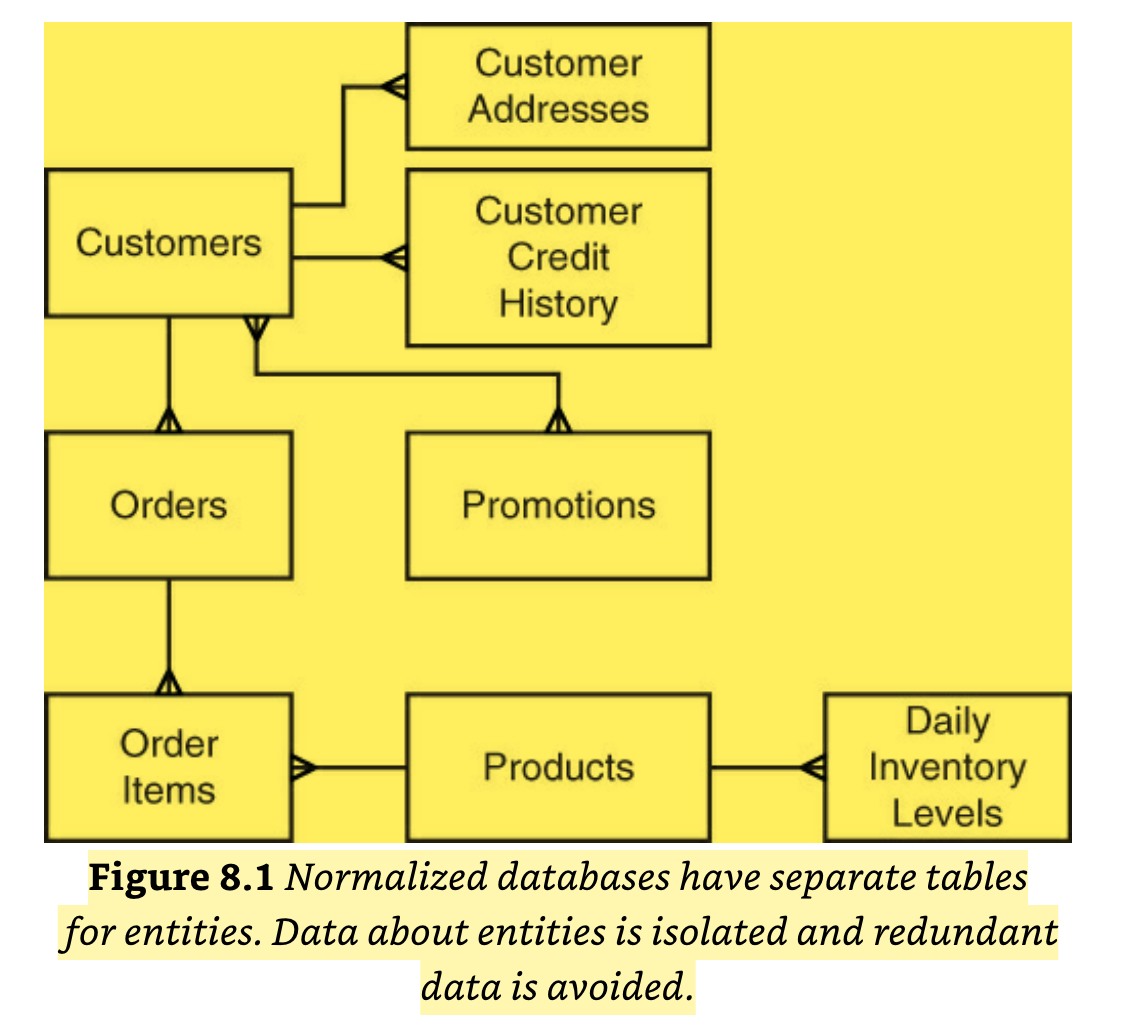 Customer
Addresses
Customers
Customer
Credit
History
Orders
Promotions
Order
Items
Products
Daily
Inventory
Levels
Figure 8.1 Normalized databases have separate tables
for entities. Data about entities is isolated and redundant
data is avoided.